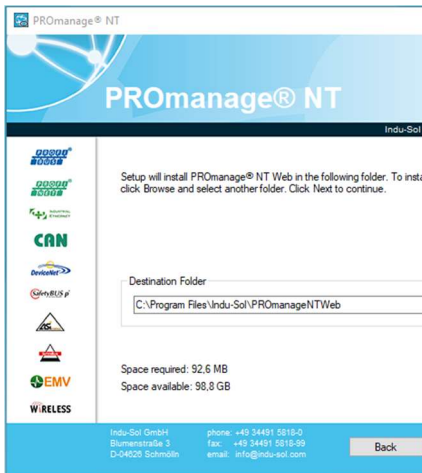 PROmanage® NT
PROmanage® NT
Indu-Sol
INDUSTRIAL
ETHERNET
CAN
DeviceNet
SafetyBUS p
EMV
WiRELESS
Setup will install PROmanage® NT Web in the following folder. To insta
click Browse and select another folder. Click Next to continue.
Destination Folder
C:\Program Files\Indu-Sol\PROmanageNTWeb
Space required: 92,6 MB
Space available: 98,8 GB
Indu-Sol GmbH
Blumenstraße 3
D-04626 Schmölln
phone: +49 34491 5818-0
fax: +49 34491 5818-99
email: info@indu-sol.com
Back